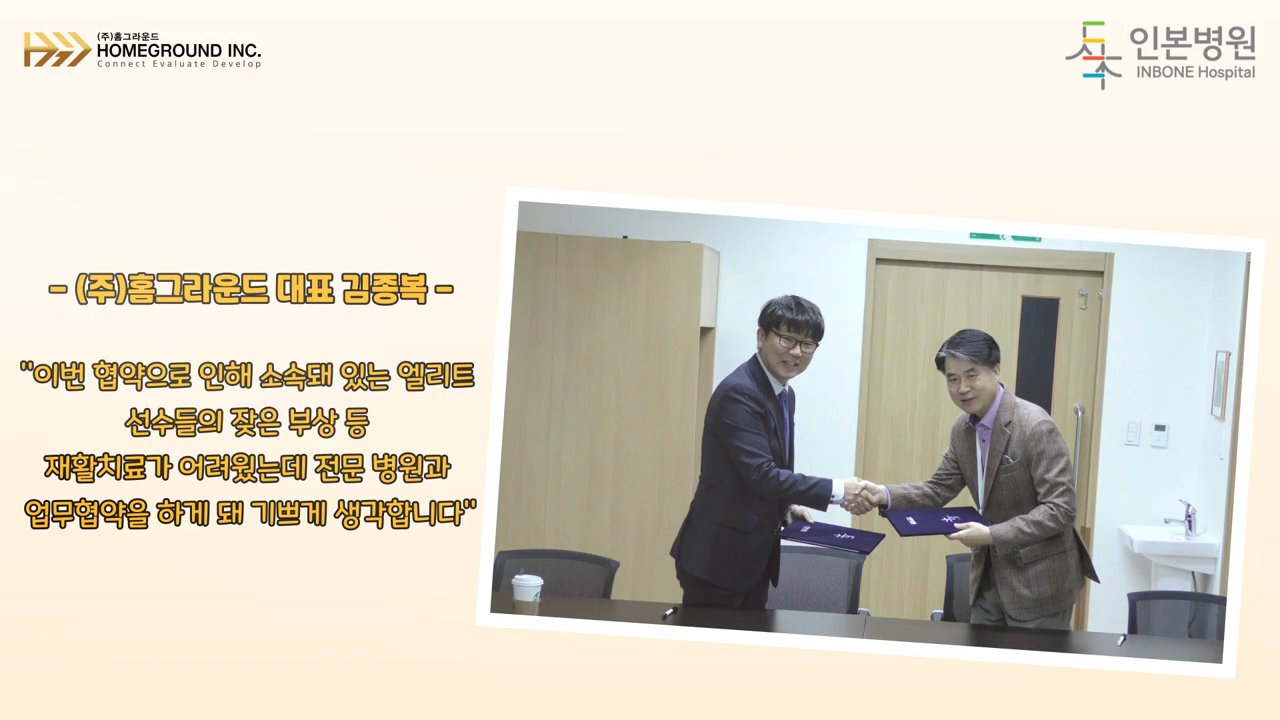 (주)홈그라운드
HOMEGROUND INC.
Connect Evaluate Develop
인본병원
INBONE Hospital
- (주)홈그라운드 대표 김종복 -
"이번 협약으로 인해 소속돼 있는 엘리트
선수들의 잦은 부상 등
재활치료가 어려웠는데 전문 병원과
업무협약을 하게 돼 기쁘게 생각합니다"